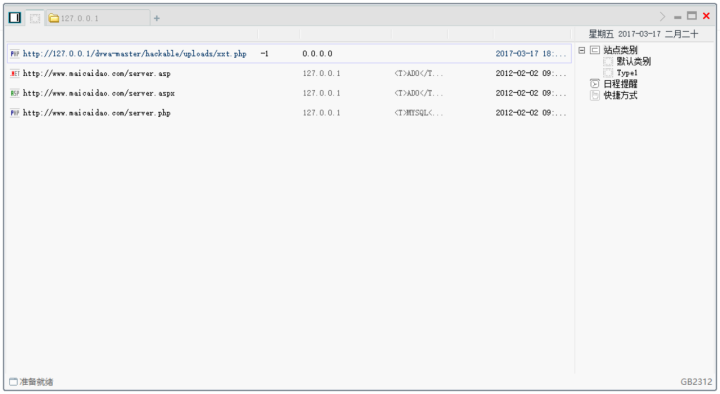 127.0.0.1
星期五 2017-03-17 二月二十
PHP http://127.0.0.1/dvwa-master/hackable/uploads/xxt.php -1 0.0.0.0 2017-03-17 18:...
http://www.maicaidao.com/server.asp 127.0.0.1 <T>ADO</T... 2012-02-02 09:...
http://www.maicaidao.com/server.aspx 127.0.0.1 <T>ADO</T... 2012-02-02 09:...
PHP http://www.maicaidao.com/server.php 127.0.0.1 <T>MYSQL<... 2012-02-02 09:...
站点类别
默认类别
Type1
日程提醒
快捷方式
准备就绪
GB2312